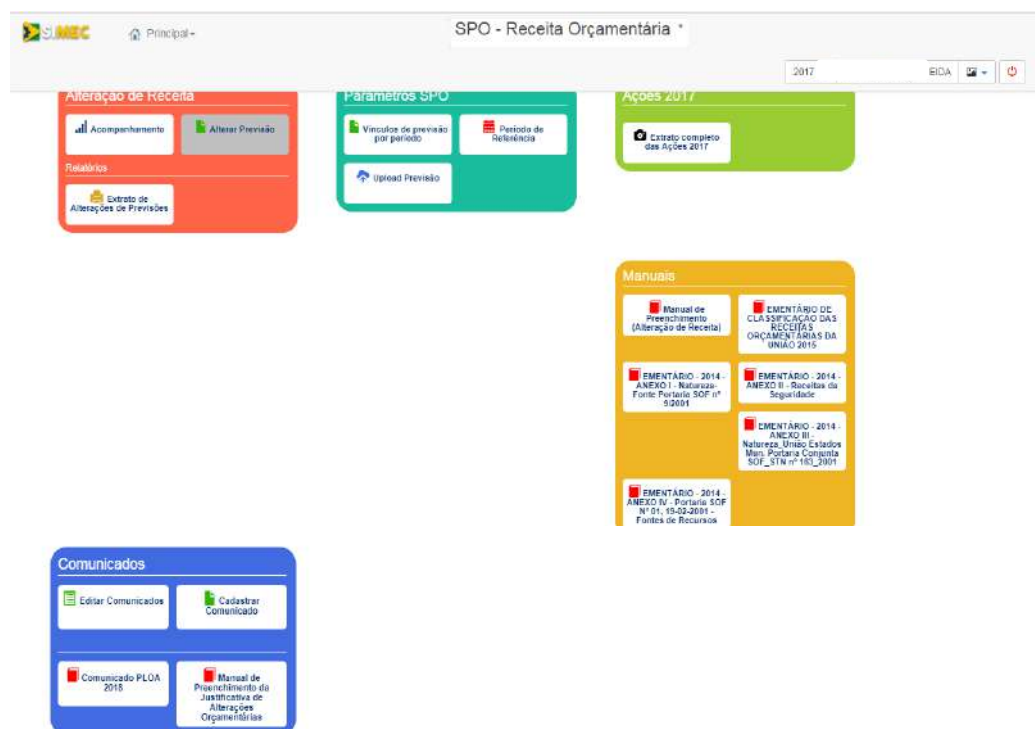 SIMEC
Principal
SPO - Receita Orçamentária
2017
EIDA
Alteração de Receita
Acompanhamento
Alterar Previsão
Relatórios
Extrato de
Alterações de Previsões
Parâmetros SPO
Vínculos de previsão
por período
Período de
Referência
Upload Previsão
Ações 2017
Extrato completo
das Ações 2017
Manuais
Manual de
Preenchimento
(Alteração de Receita)
EMENTÁRIO DE
CLASSIFICAÇÃO DAS
RECEITAS
ORÇAMENTÁRIAS DA
UNIÃO 2015
EMENTÁRIO - 2014 -
ANEXO I - Natureza-
Fonte Portaria SOF nº
9/2001
EMENTÁRIO - 2014 -
ANEXO II - Receitas da
Seguridade
EMENTÁRIO - 2014 -
ANEXO III -
Natureza_União Estados
Mun. Portaria Conjunta
SOF_STN nº 163_2001
EMENTÁRIO - 2014 -
ANEXO IV - Portaria SOF
Nº 01, 19-02-2001 -
Fontes de Recursos
Comunicados
Editar Comunicados
Cadastrar
Comunicado
Comunicado PLOA
2018
Manual de
Preenchimento da
Justificativa de
Alterações
Orçamentárias